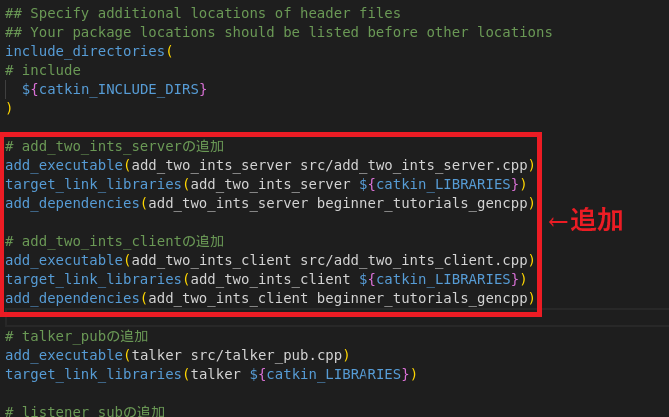 ## Specify additional locations of header files
## Your package locations should be listed before other locations
include_directories(
# include
  ${catkin_INCLUDE_DIRS}
)
# add_two_ints_serverの追加
add_executable(add_two_ints_server src/add_two_ints_server.cpp)
target_link_libraries(add_two_ints_server ${catkin_LIBRARIES})
add_dependencies(add_two_ints_server beginner_tutorials_gencpp)
←追加
# add_two_ints_clientの追加
add_executable(add_two_ints_client src/add_two_ints_client.cpp)
target_link_libraries(add_two_ints_client ${catkin_LIBRARIES})
add_dependencies(add_two_ints_client beginner_tutorials_gencpp)
# talker_pubの追加
add_executable(talker src/talker_pub.cpp)
target_link_libraries(talker ${catkin_LIBRARIES})
# listener_subの追加